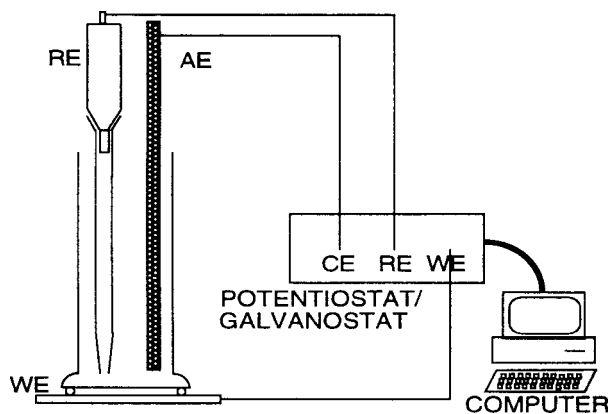 RE
AE
CE RE WE
POTENTIOSTAT/
GALVANOSTAT
WE
COMPUTER